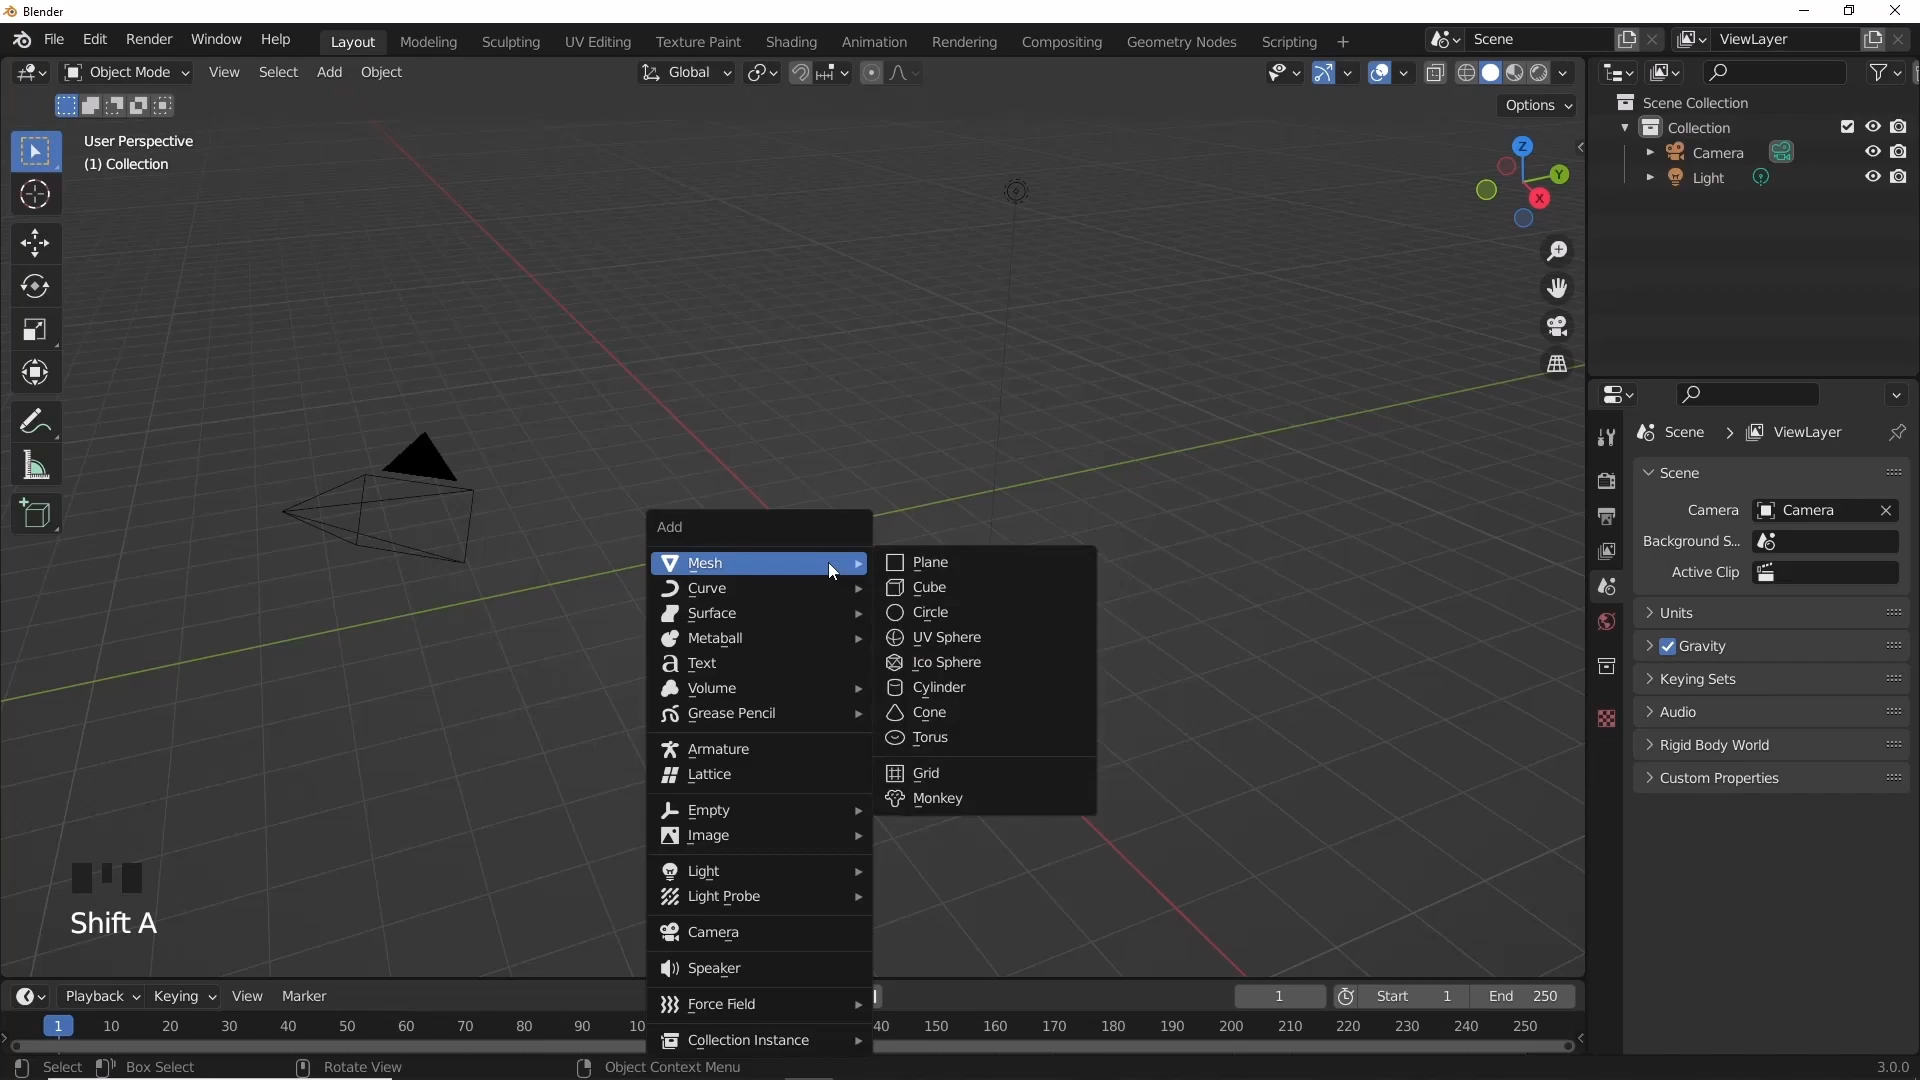 Blender
File Edit Render Window Help Layout Modeling Sculpting UV Editing Texture Paint Shading Animation Rendering Compositing Geometry Nodes Scripting + Scene ViewLayer
Object Mode View Select Add Object Global
Options
User Perspective
(1) Collection
Z
Y
X
Scene Collection
Collection
Camera
Light
Scene > ViewLayer
Scene
Camera Camera
Background S...
Active Clip
Units
Gravity
Keying Sets
Audio
Rigid Body World
Custom Properties
Add
Mesh
Curve
Surface
Metaball
Text
Volume
Grease Pencil
Armature
Lattice
Empty
Image
Light
Light Probe
Camera
Speaker
Force Field
Collection Instance
Plane
Cube
Circle
UV Sphere
Ico Sphere
Cylinder
Cone
Torus
Grid
Monkey
Shift A
Playback Keying View Marker 1 Start 1 End 250
1 10 20 30 40 50 60 70 80 90 10 40 150 160 170 180 190 200 210 220 230 240 250
Select Box Select Rotate View Object Context Menu 3.0.0